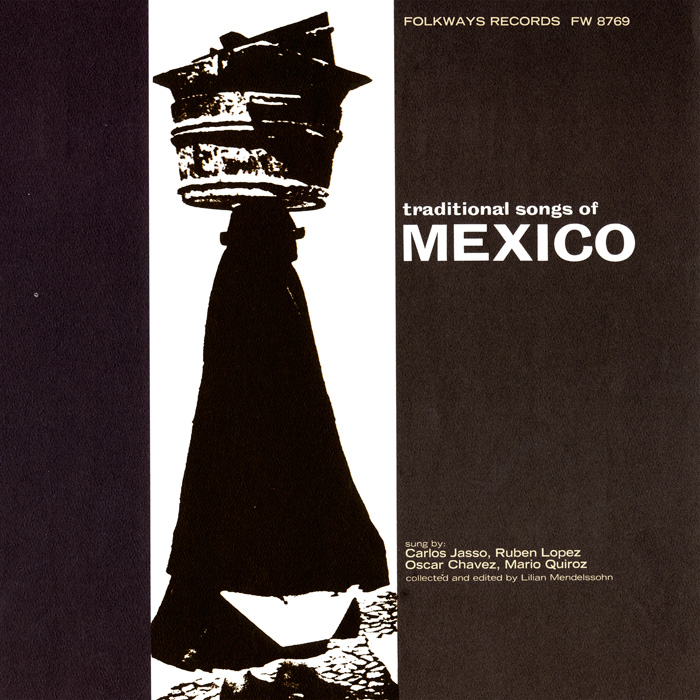 FOLKWAYS RECORDS FW 8769
traditional songs of
MEXICO
sung by:
Carlos Jasso, Ruben Lopez
Oscar Chavez, Mario Quiroz
collected and edited by Lilian Mendelssohn